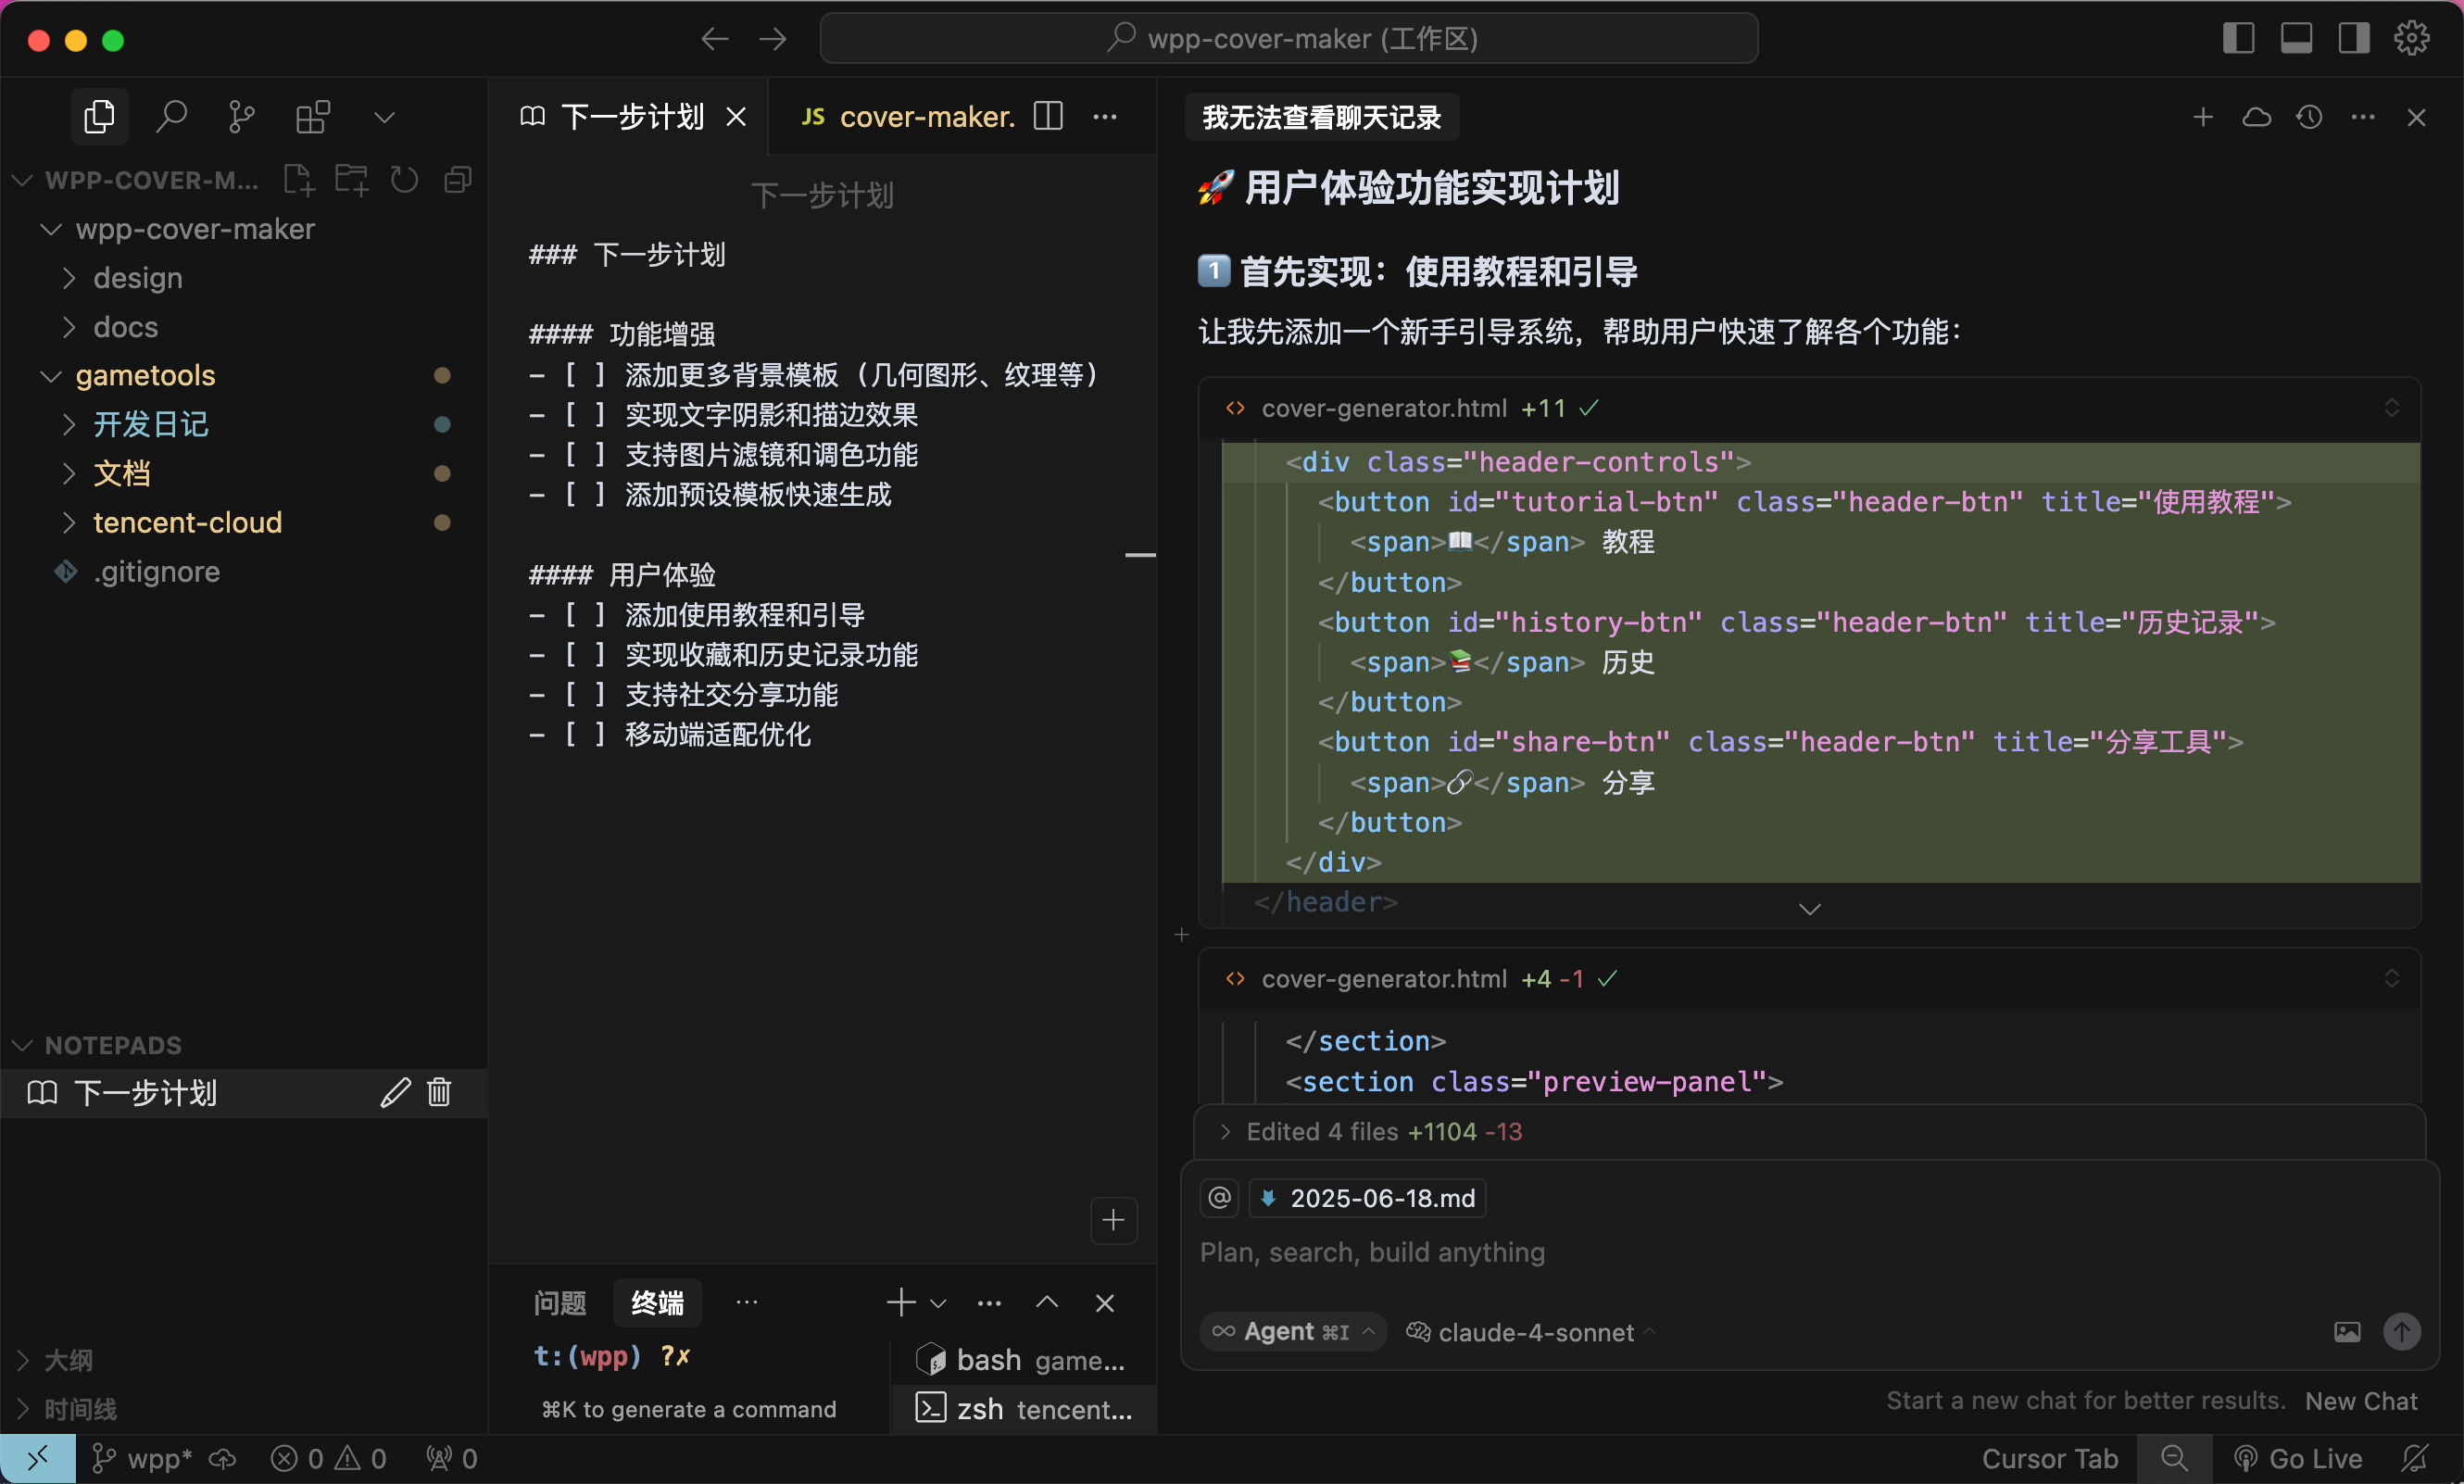 wpp-cover-maker (工作区)
WPP-COVER-M...
wpp-cover-maker
design
docs
gametools
开发日记
文档
tencent-cloud
.gitignore
NOTEPADS
下一步计划
大纲
时间线
下一步计划
JS cover-maker.
下一步计划
### 下一步计划
#### 功能增强
- [ ] 添加更多背景模板（几何图形、纹理等）
- [ ] 实现文字阴影和描边效果
- [ ] 支持图片滤镜和调色功能
- [ ] 添加预设模板快速生成
#### 用户体验
- [ ] 添加使用教程和引导
- [ ] 实现收藏和历史记录功能
- [ ] 支持社交分享功能
- [ ] 移动端适配优化
问题 终端
t:(wpp) ?✗
⌘K to generate a command
bash game...
zsh tencent...
我无法查看聊天记录
🚀 用户体验功能实现计划
1️⃣ 首先实现：使用教程和引导
让我先添加一个新手引导系统，帮助用户快速了解各个功能：
cover-generator.html +11
<div class="header-controls">
<button id="tutorial-btn" class="header-btn" title="使用教程">
<span>📖</span> 教程
</button>
<button id="history-btn" class="header-btn" title="历史记录">
<span>📚</span> 历史
</button>
<button id="share-btn" class="header-btn" title="分享工具">
<span>🔗</span> 分享
</button>
</div>
</header>
cover-generator.html +4 -1
</section>
<section class="preview-panel">
Edited 4 files +1104 -13
@ 2025-06-18.md
Plan, search, build anything
Agent ⌘I claude-4-sonnet
Start a new chat for better results. New Chat
wpp* 0 0 0 Cursor Tab Go Live